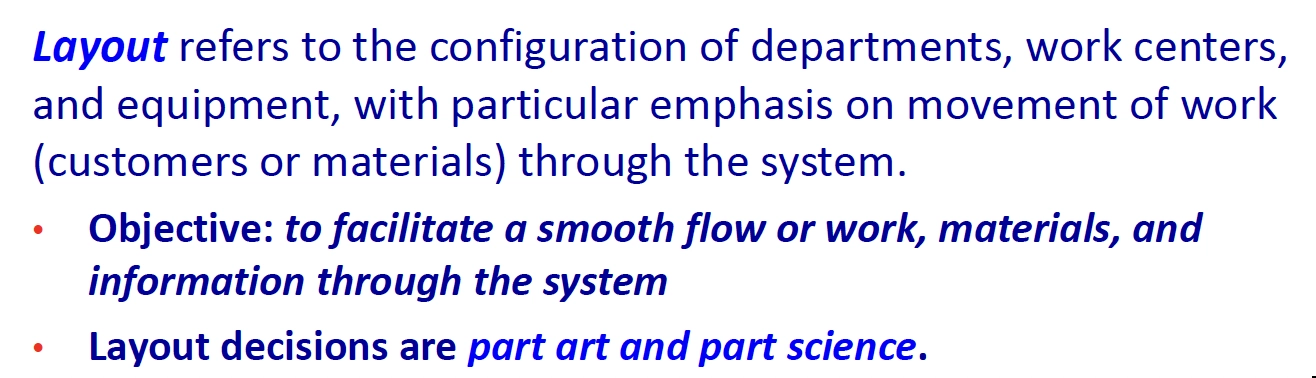 Layout refers to the configuration of departments, work centers,
and equipment, with particular emphasis on movement of work
(customers or materials) through the system.
• Objective: to facilitate a smooth flow or work, materials, and
information through the system
• Layout decisions are part art and part science.